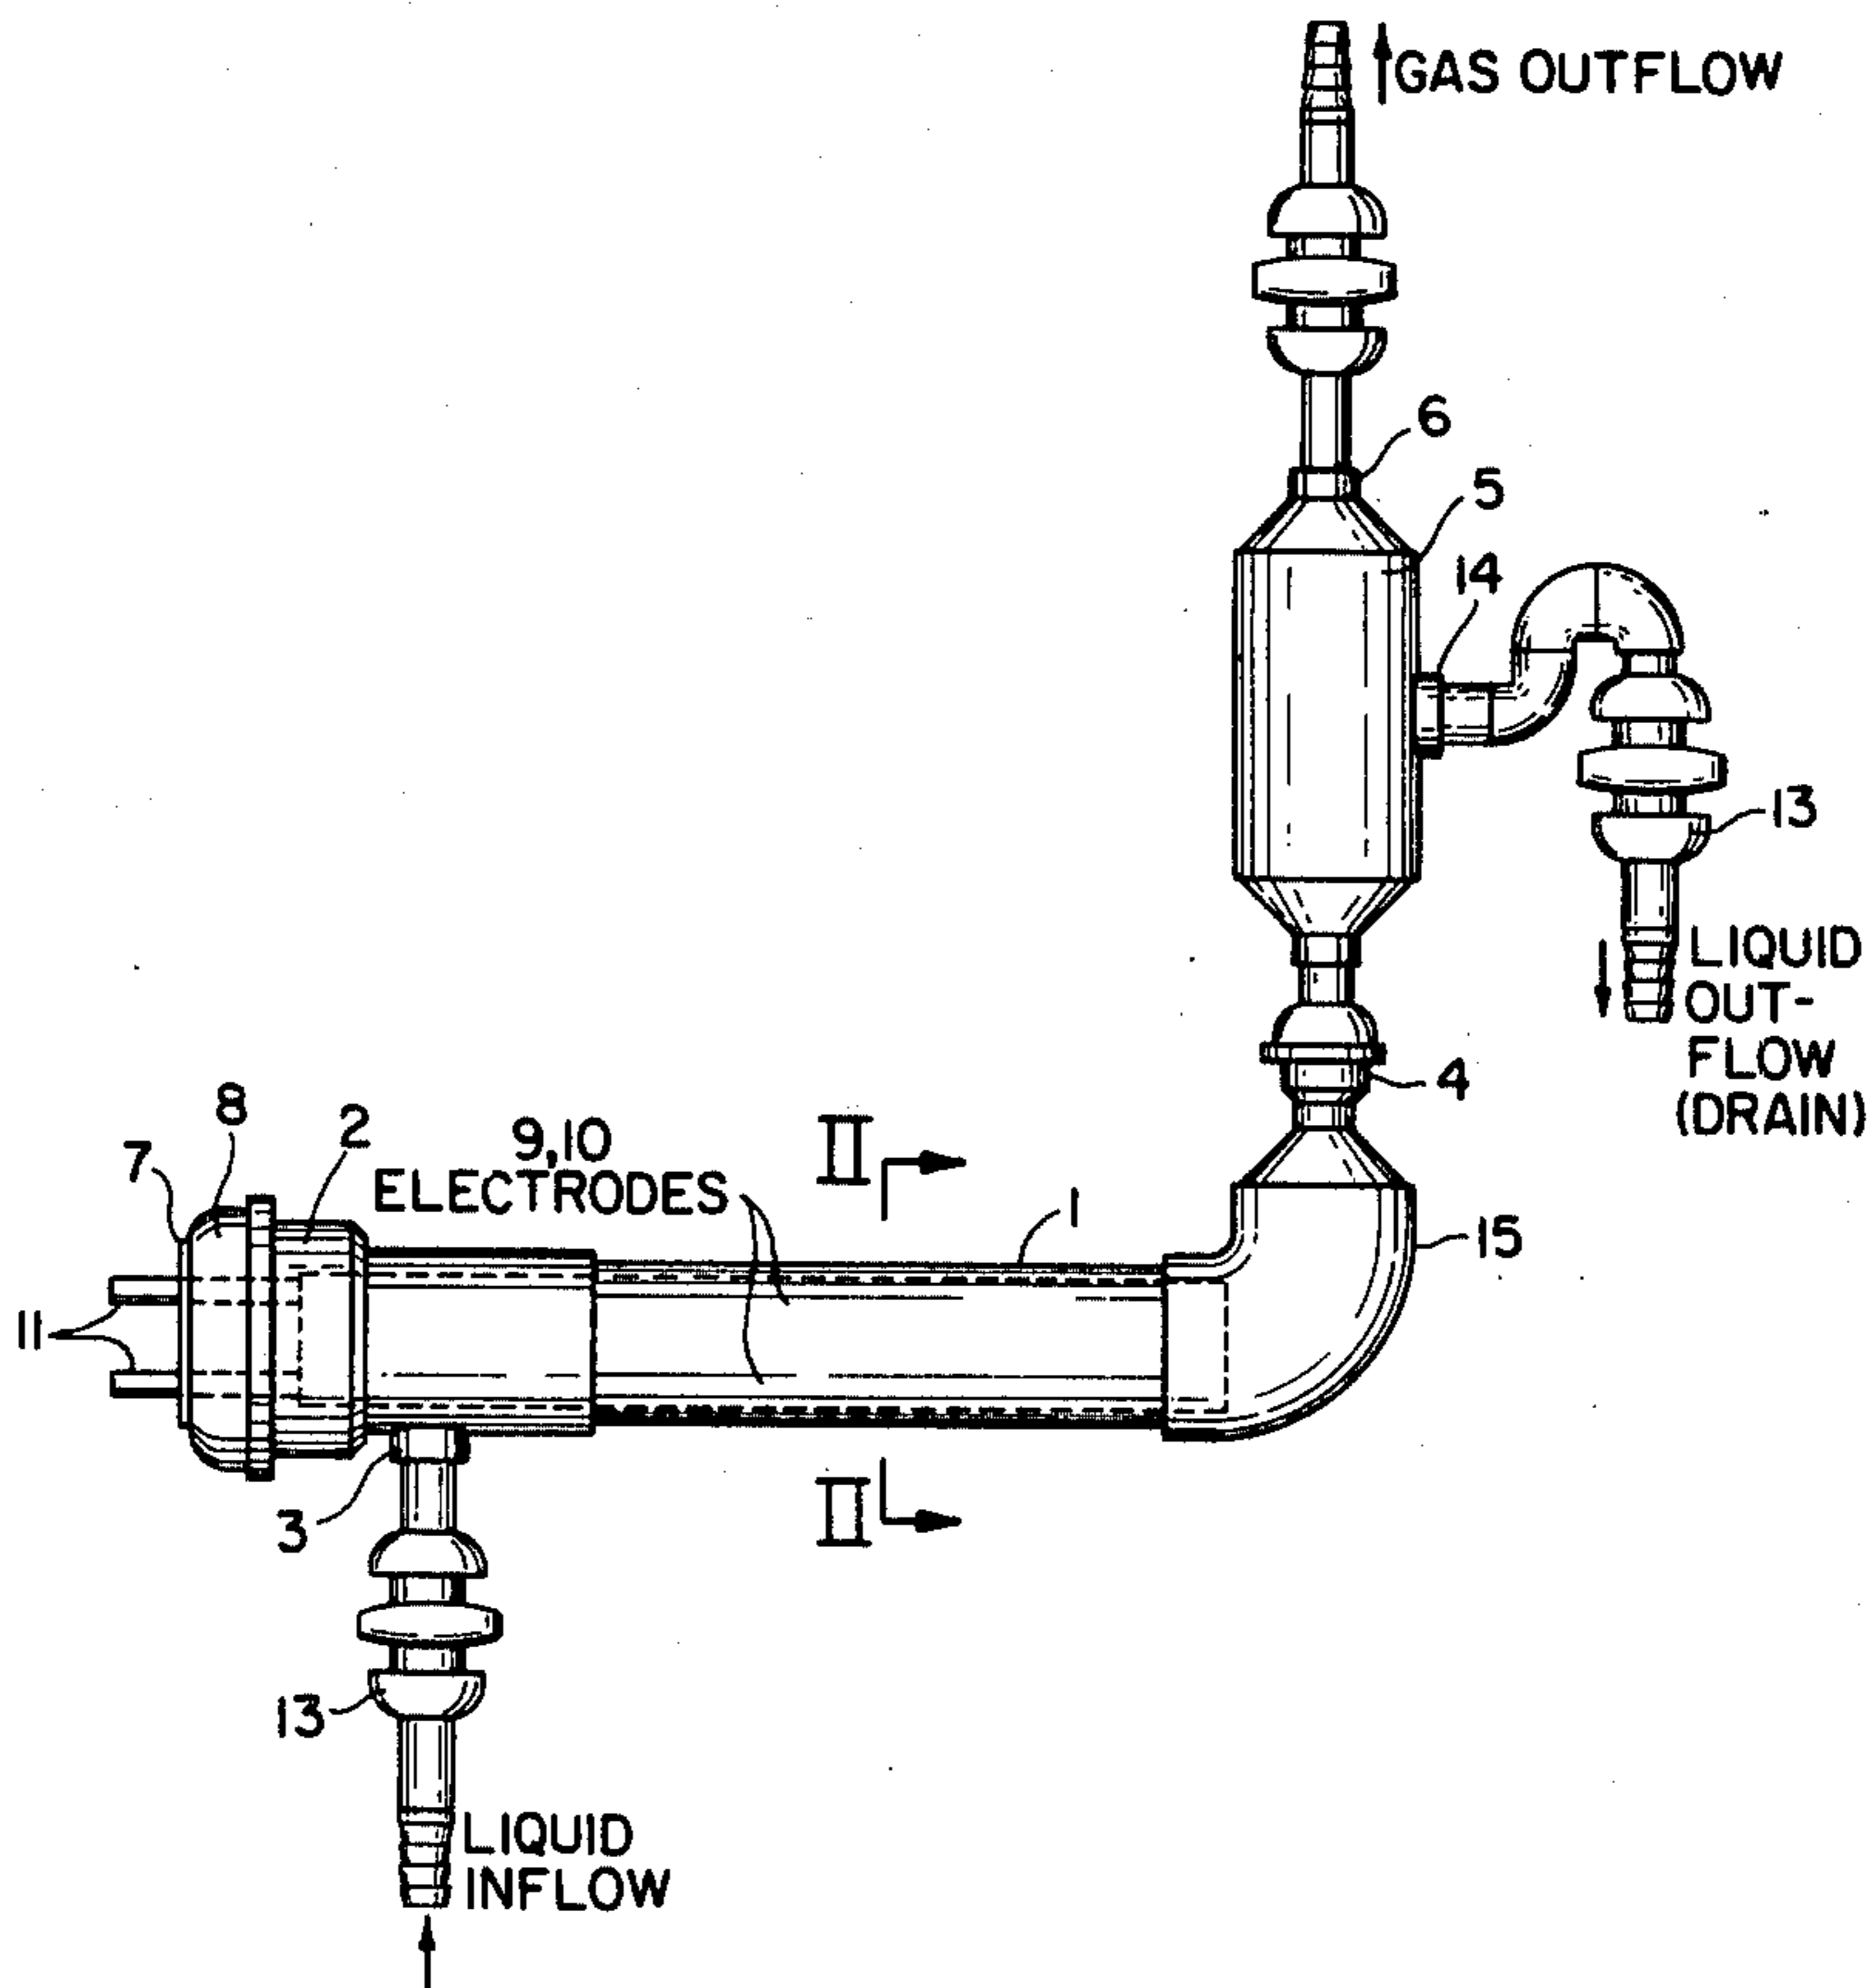 GAS OUTFLOW
6
5
14
13
LIQUID
OUT-
FLOW
(DRAIN)
4
8
2
7
9,10
ELECTRODES
II
1
15
11
3
II
13
LIQUID
INFLOW